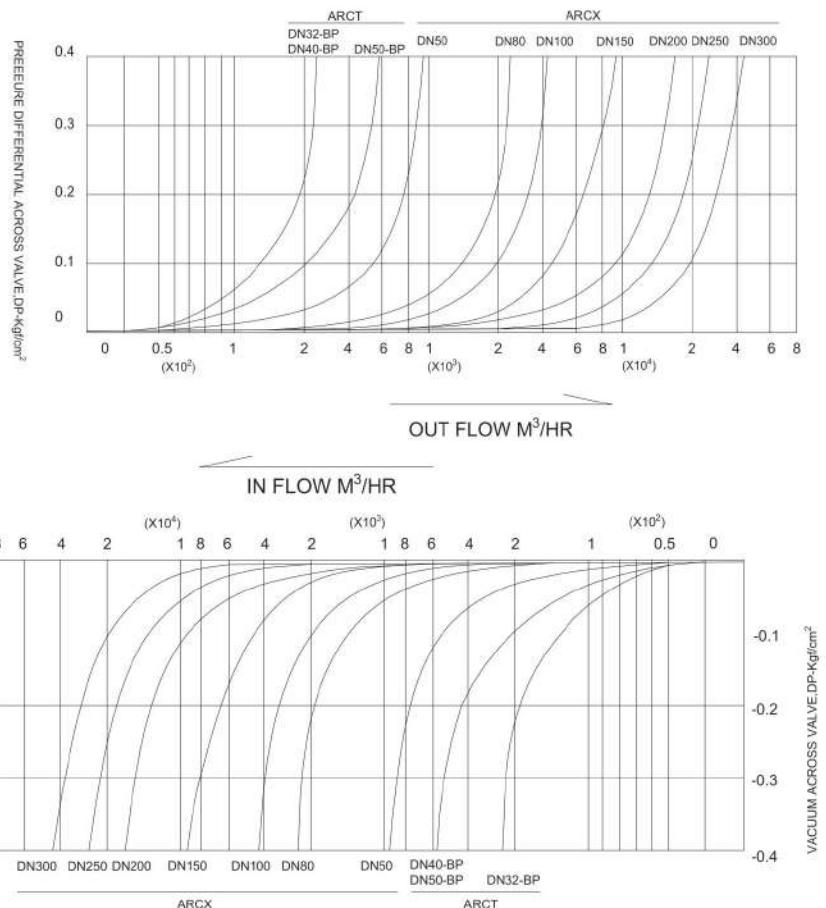 ARCT
ARCX
DN32-BP
DN40-BP
DN50-BP
DN50
DN80
DN100
DN150
DN200
DN250
DN300
PREEEURE DIFFERENTIAL ACROSS VALVE,DP-Kgf/cm²
0.4
0.3
0.2
0.1
0
0 0.5 1 2 4 6 8 1 2 4 6 8 1 2 4 6 8
(X10²) (X10³) (X10⁴)
OUT FLOW M³/HR
IN FLOW M³/HR
(X10⁴) (X10³) (X10²)
8 6 4 2 1 8 6 4 2 1 8 6 4 2 1 0.5 0
-0.1
-0.2
-0.3
-0.4
VACUUM ACROSS VALVE,DP-Kgf/cm²
DN300 DN250 DN200 DN150 DN100 DN80 DN50 DN40-BP
DN50-BP DN32-BP
ARCX ARCT